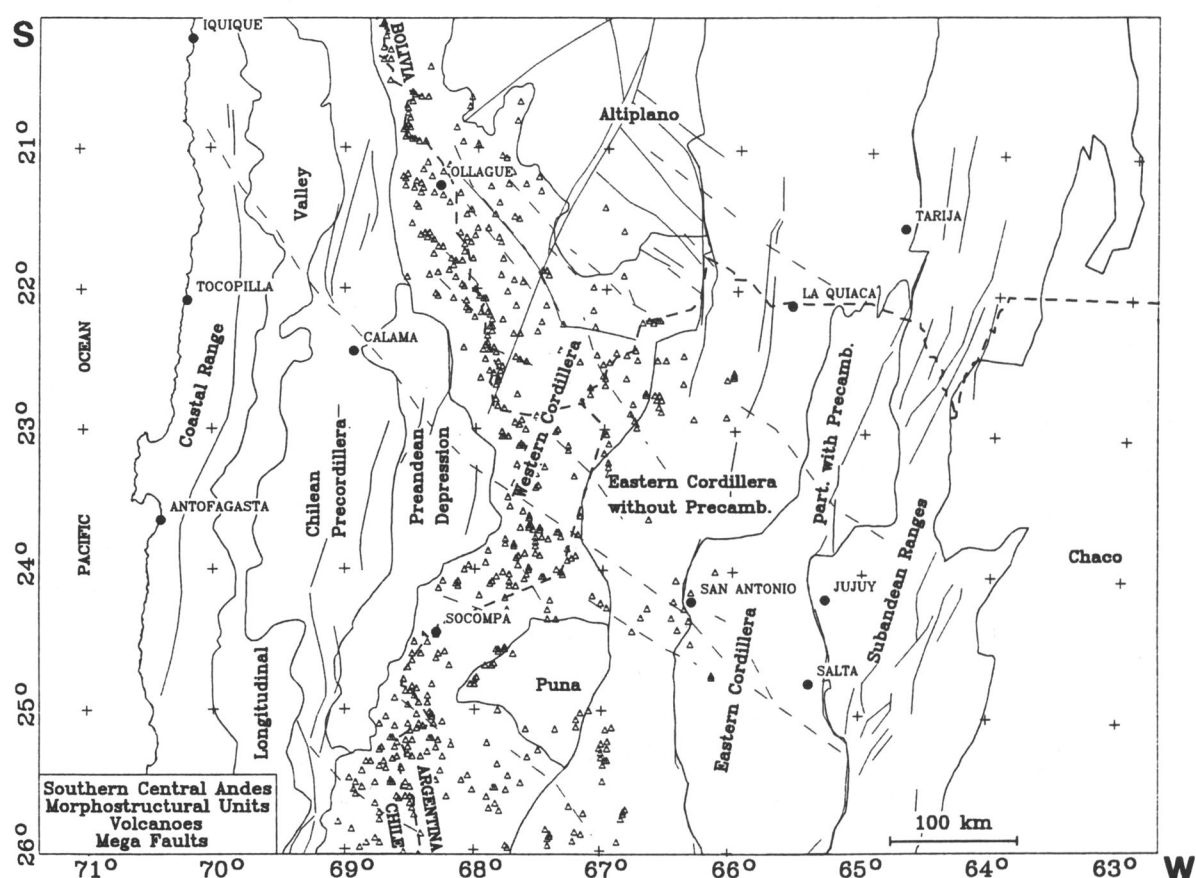 S
IQUIQUE
BOLIVIA
Altiplano
21°
OLLAGUE
Valley
TARIJA
22°
TOCOPILLA
LA QUIACA
OCEAN
CALAMA
Coastal Range
Western Cordillera
part. with Precamb.
23°
Chilean
Precordillera–
Preandean
Depression
Eastern Cordillera
without Precamb.
ANTOFAGASTA
PACIFIC
Subandean Ranges
Chaco
24°
SAN ANTONIO
JUJUY
SOCOMPA
Eastern Cordillera
SALTA
Longitudinal
Puna
25°
ARGENTINA
CHILE
Southern Central Andes
Morphostructural Units
Volcanoes
Mega Faults
100 km
26°
71° 70° 69° 68° 67° 66° 65° 64° 63° W